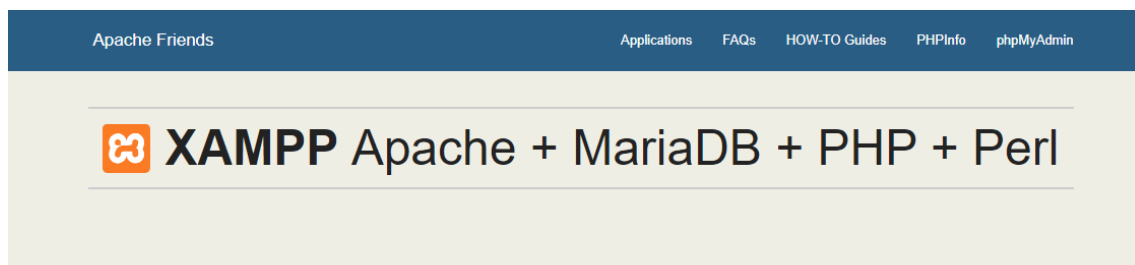 Apache Friends Applications FAQs HOW-TO Guides PHPInfo phpMyAdmin
XAMPP Apache + MariaDB + PHP + Perl